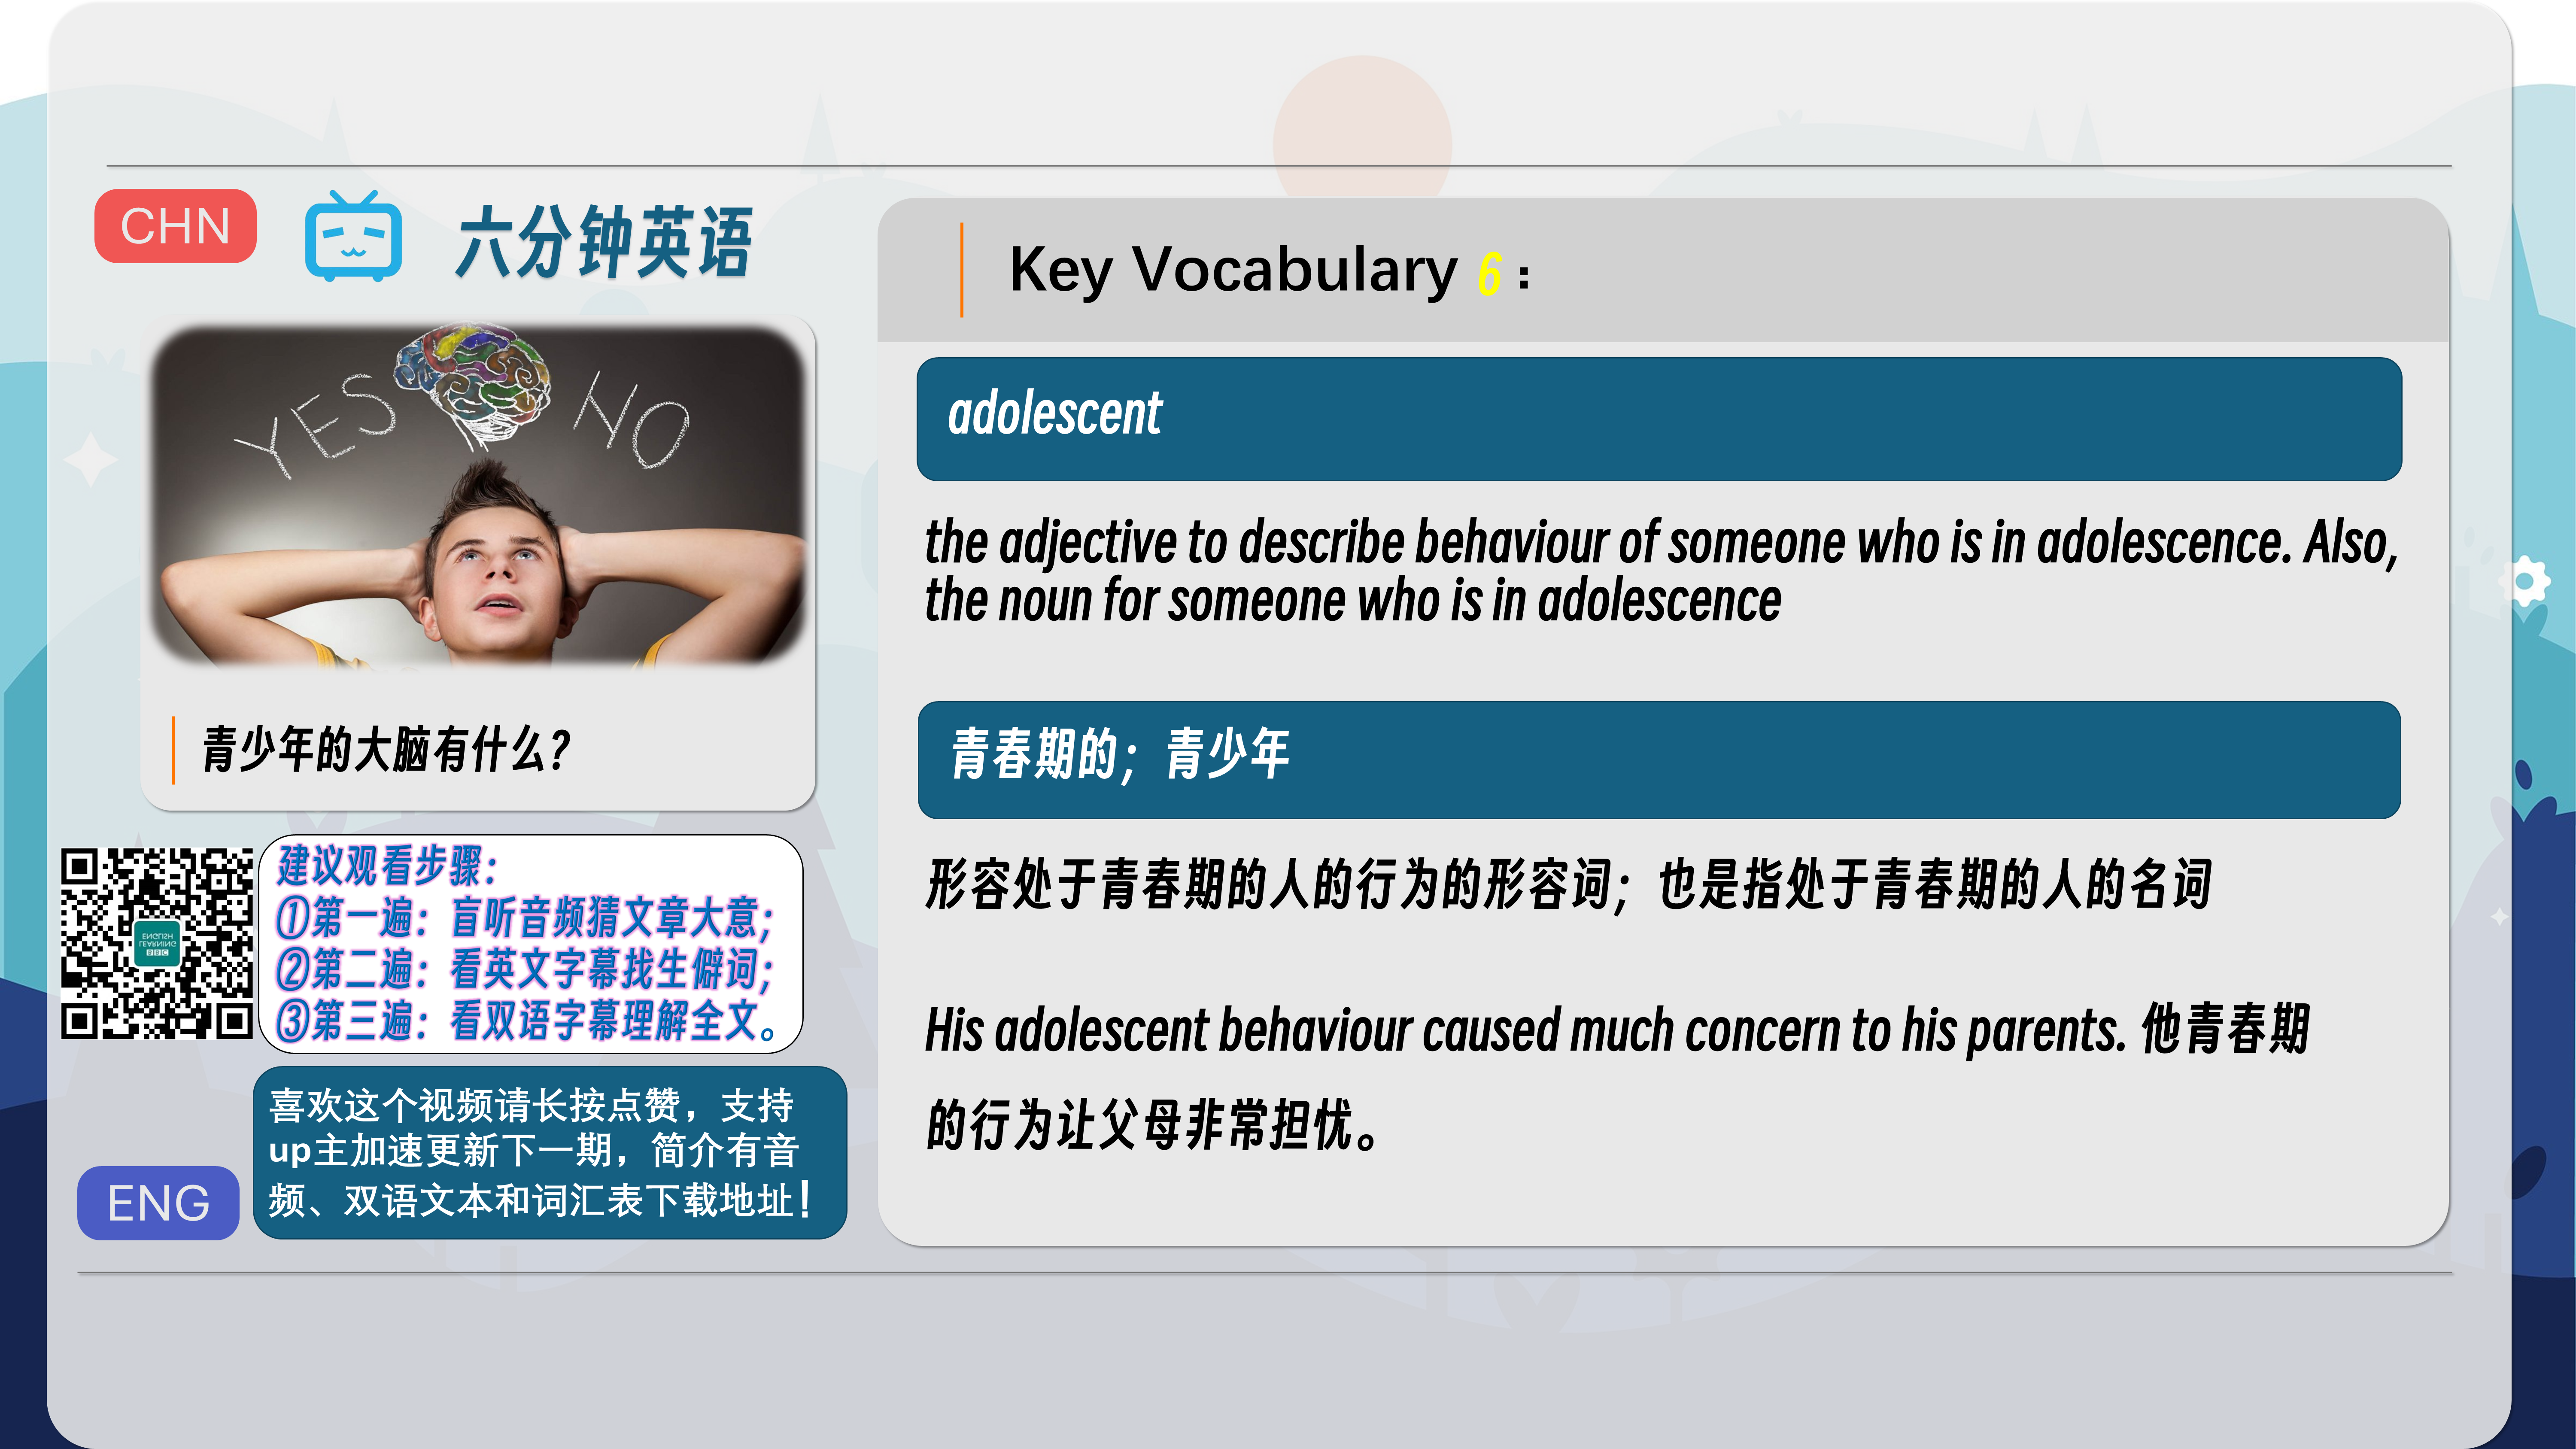 CHN
六分钟英语
YES
NO
青少年的大脑有什么？
建议观看步骤：
①第一遍：盲听音频猜文章大意；
②第二遍：看英文字幕找生僻词；
③第三遍：看双语字幕理解全文。
BBC
LEARNING
ENGLISH
喜欢这个视频请长按点赞，支持
up主加速更新下一期，简介有音
频、双语文本和词汇表下载地址！
ENG
Key Vocabulary 6：
adolescent
the adjective to describe behaviour of someone who is in adolescence. Also,
the noun for someone who is in adolescence
青春期的；青少年
形容处于青春期的人的行为的形容词；也是指处于青春期的人的名词
His adolescent behaviour caused much concern to his parents. 他青春期
的行为让父母非常担忧。